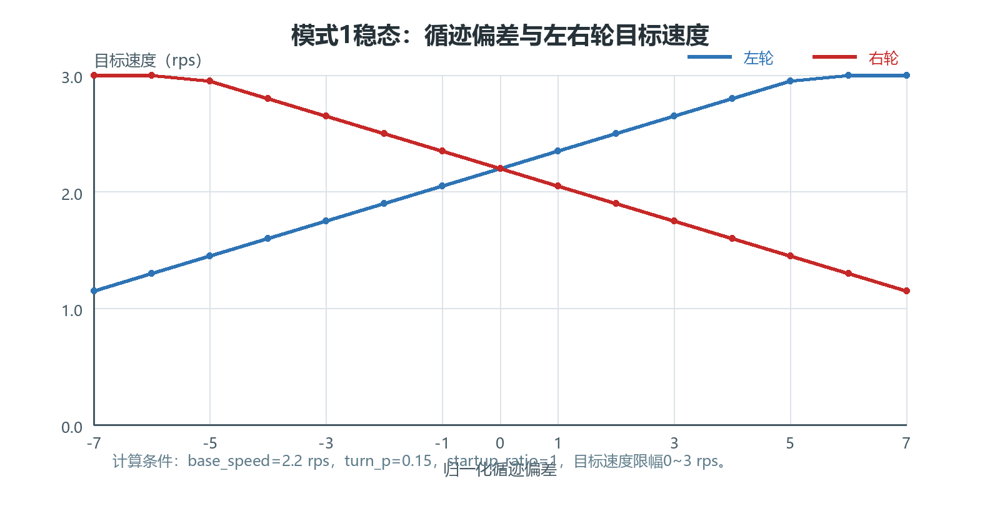 模式1稳态：循迹偏差与左右轮目标速度
目标速度（rps）
左轮
右轮
3.0
2.0
1.0
0.0
-7
-5
-3
-1
0
1
3
5
7
计算条件：base_speed=2.2 rps，turn_p=0.15，startup_ratio=1，目标速度限幅0~3 rps。
归一化循迹偏差